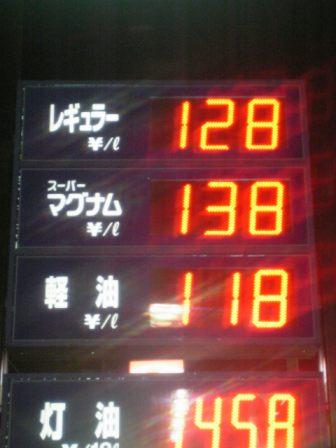 レギュラー
¥/ℓ 128
スーパー
マグナム
¥/ℓ 138
軽油
¥/ℓ 118
灯油
1458